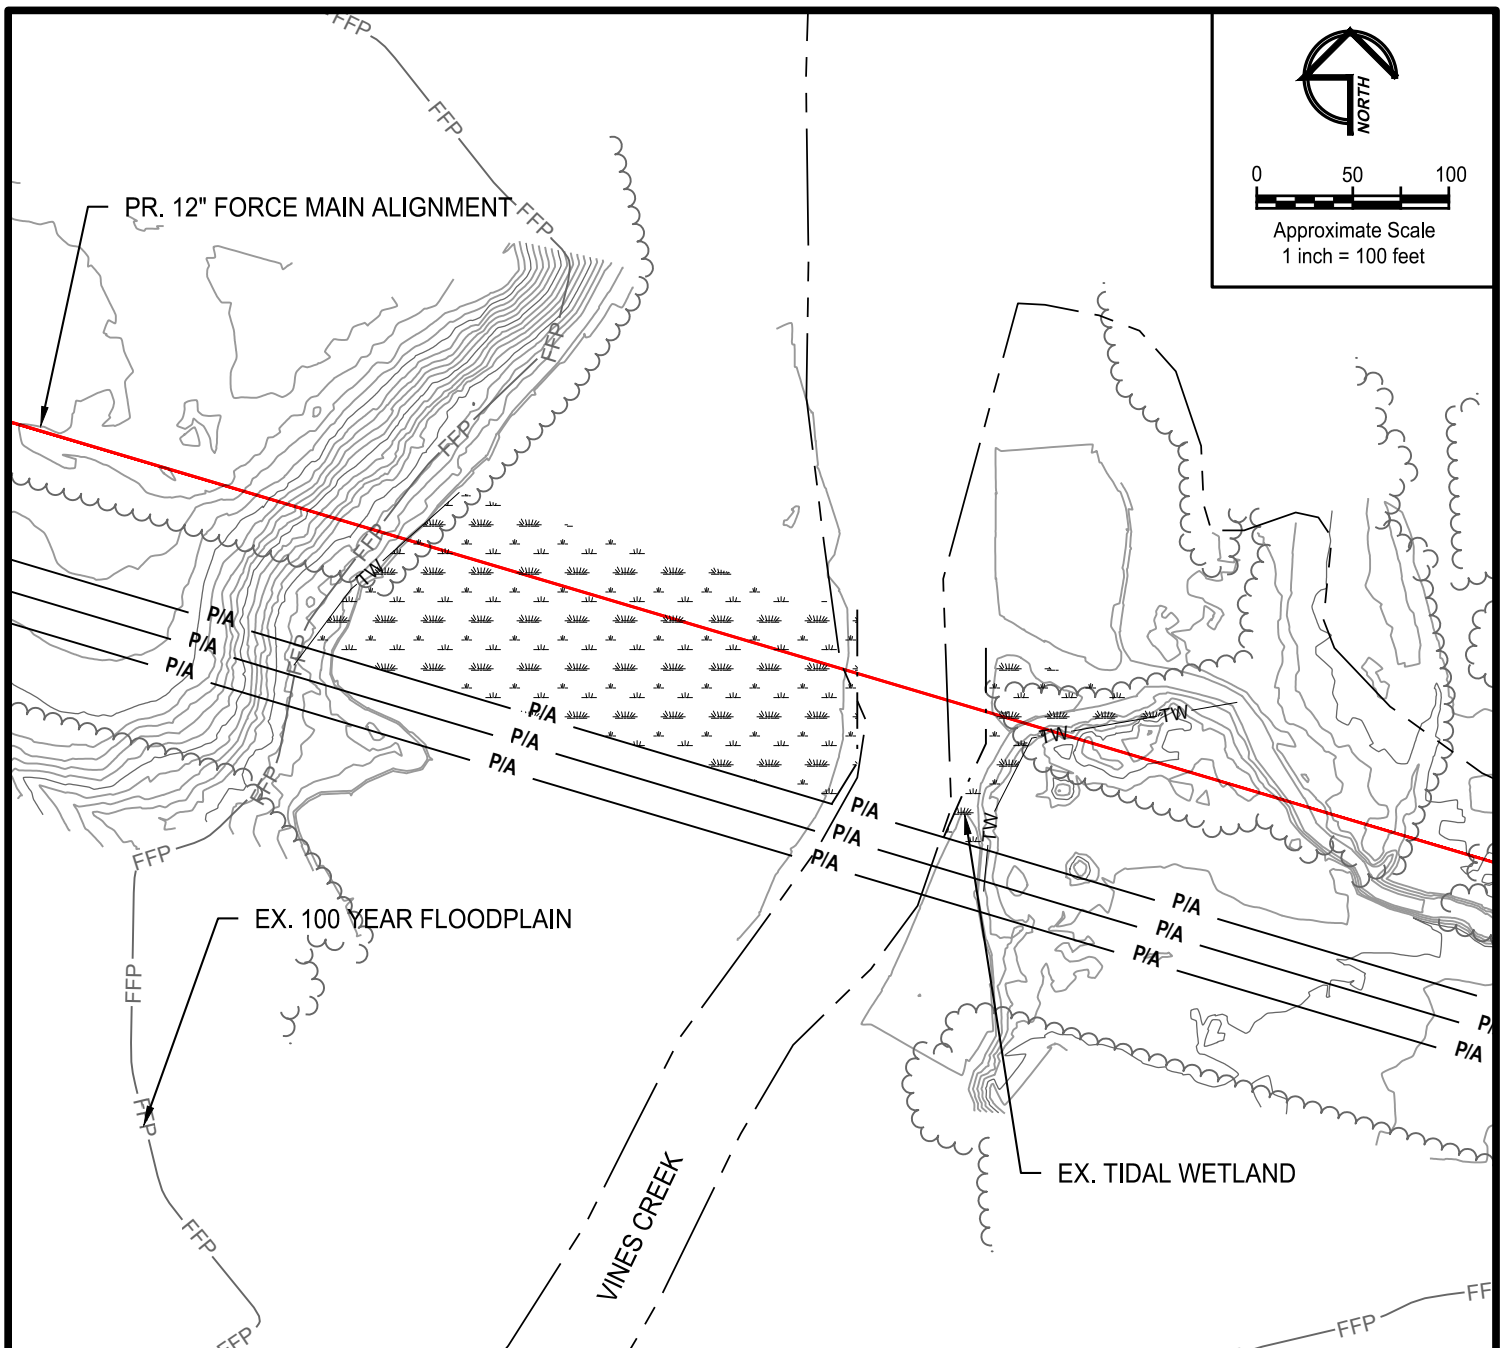 FFP
FFP
NORTH
0 50 100
Approximate Scale
1 inch = 100 feet
PR. 12" FORCE MAIN ALIGNMENT
FFP
FFP
FFP
FFP
TW
P/A
P/A
P/A
FFP
P/A
P/A
P/A
TW
TW
FFP
P/A
P/A
P/A
TW
FFP
P/A
P/A
P/A
EX. 100 YEAR FLOODPLAIN
FFP
P/A
P/A
FFP
EX. TIDAL WETLAND
VINES CREEK
FFP
FFP
FFP